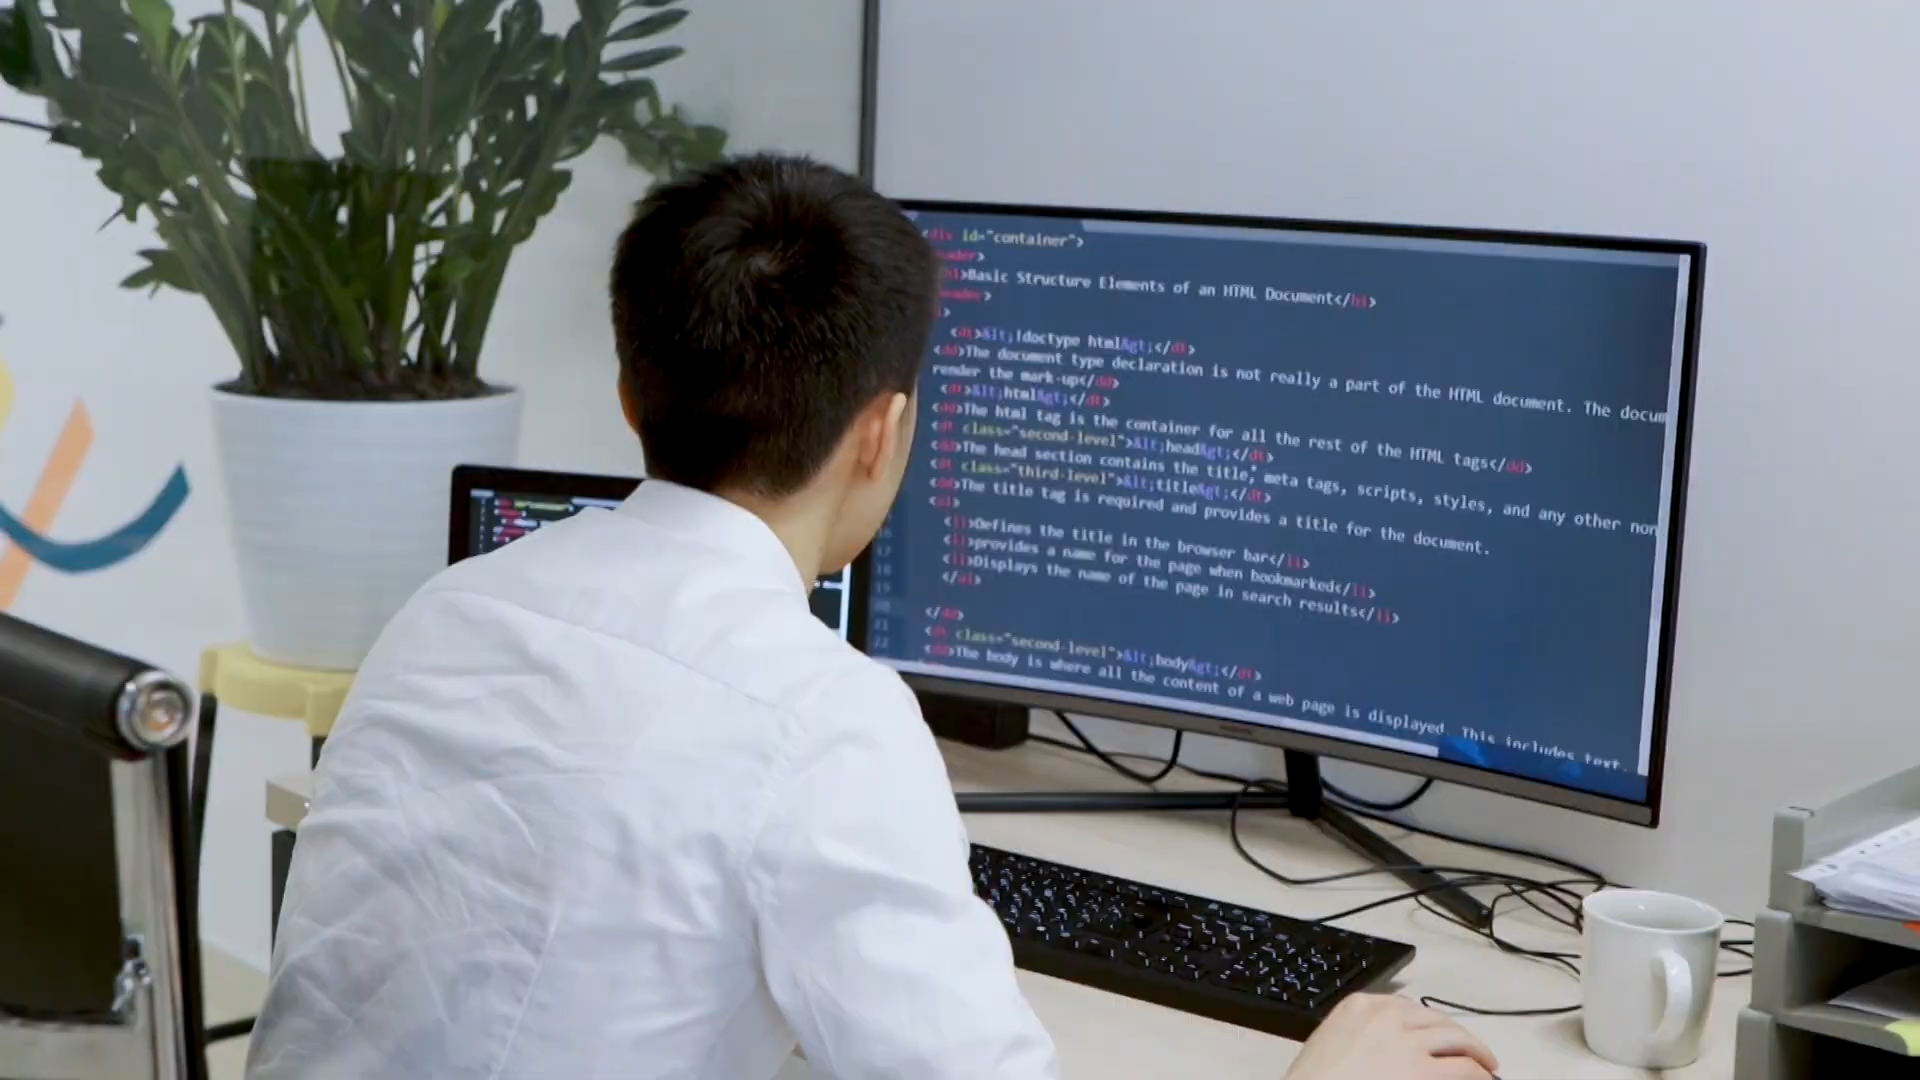 <div id="container">
ader>
h1>Basic Structure Elements of an HTML Document</h1>
eader>
>
<dt>&lt;!doctype html&gt;</dt>
<dd>The document type declaration is not really a part of the HTML document. The docum
render the mark-up</dd>
<dt>&lt;html&gt;</dt>
<dd>The html tag is the container for all the rest of the HTML tags</dd>
<dt class="second-level">&lt;head&gt;</dt>
<dd>The head section contains the title, meta tags, scripts, styles, and any other non
<dt class="third-level">&lt;title&gt;</dt>
<dd>The title tag is required and provides a title for the document.
<ul>
<li>Defines the title in the browser bar</li>
17 <li>provides a name for the page when bookmarked</li>
18 <li>Displays the name of the page in search results</li>
19 </ul>
20
21 </dd>
22 <dt class="second-level">&lt;body&gt;</dt>
<dd>The body is where all the content of a web page is displayed. This includes text,